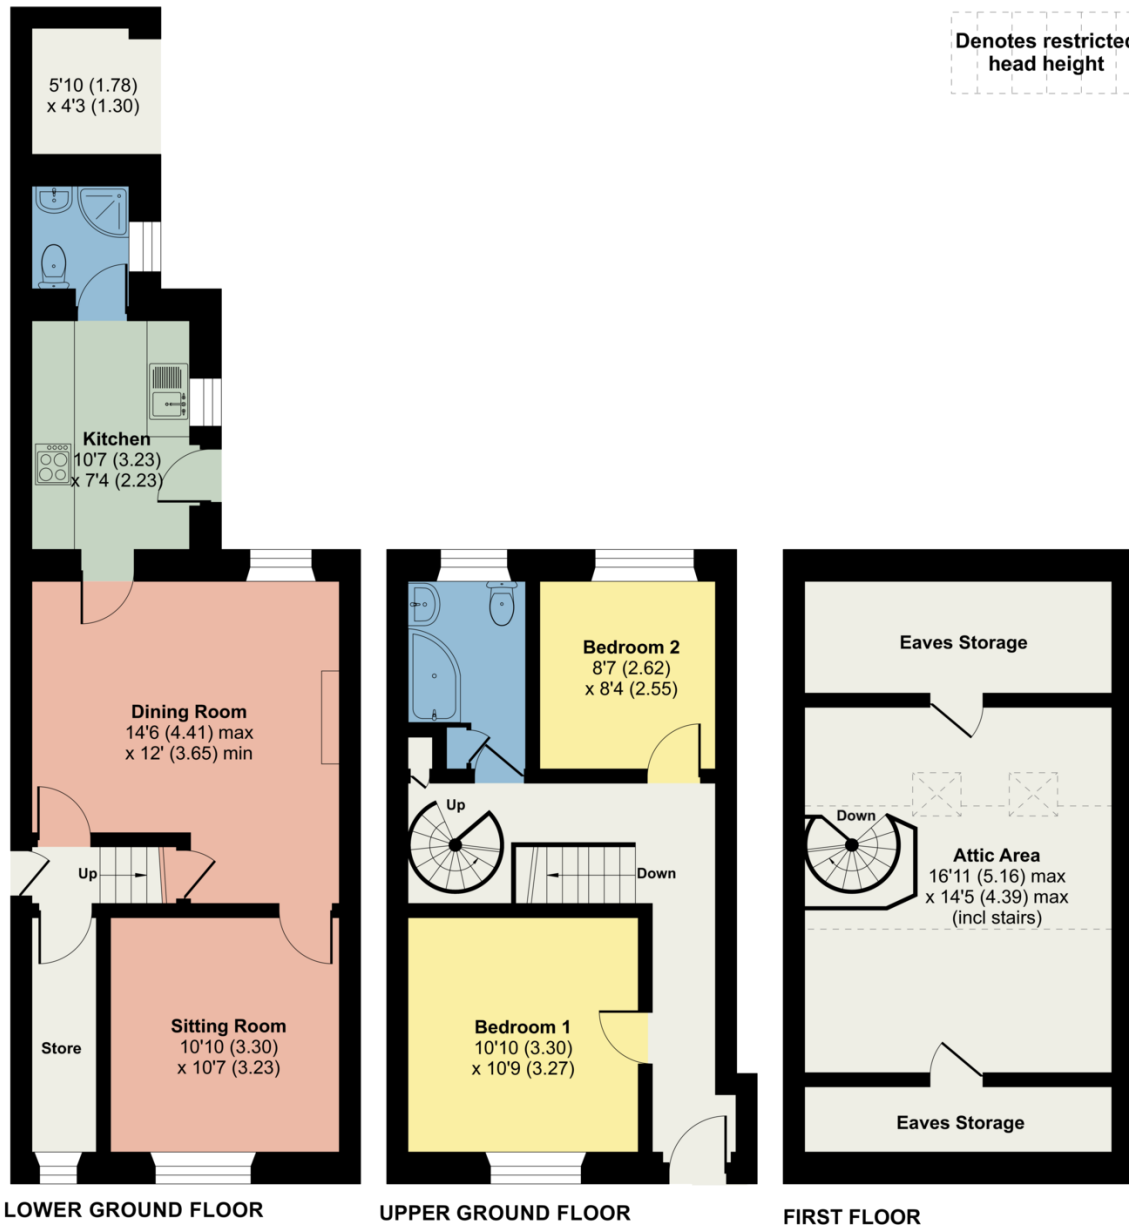 Denotes restricted
head height
5'10 (1.78)
x 4'3 (1.30)
Kitchen
10'7 (3.23)
x 7'4 (2.23)
Dining Room
14'6 (4.41) max
x 12' (3.65) min
Up
Store
Sitting Room
10'10 (3.30)
x 10'7 (3.23)
LOWER GROUND FLOOR
Bedroom 2
8'7 (2.62)
x 8'4 (2.55)
Up
Down
Bedroom 1
10'10 (3.30)
x 10'9 (3.27)
UPPER GROUND FLOOR
Eaves Storage
Down
Attic Area
16'11 (5.16) max
x 14'5 (4.39) max
(incl stairs)
Eaves Storage
FIRST FLOOR